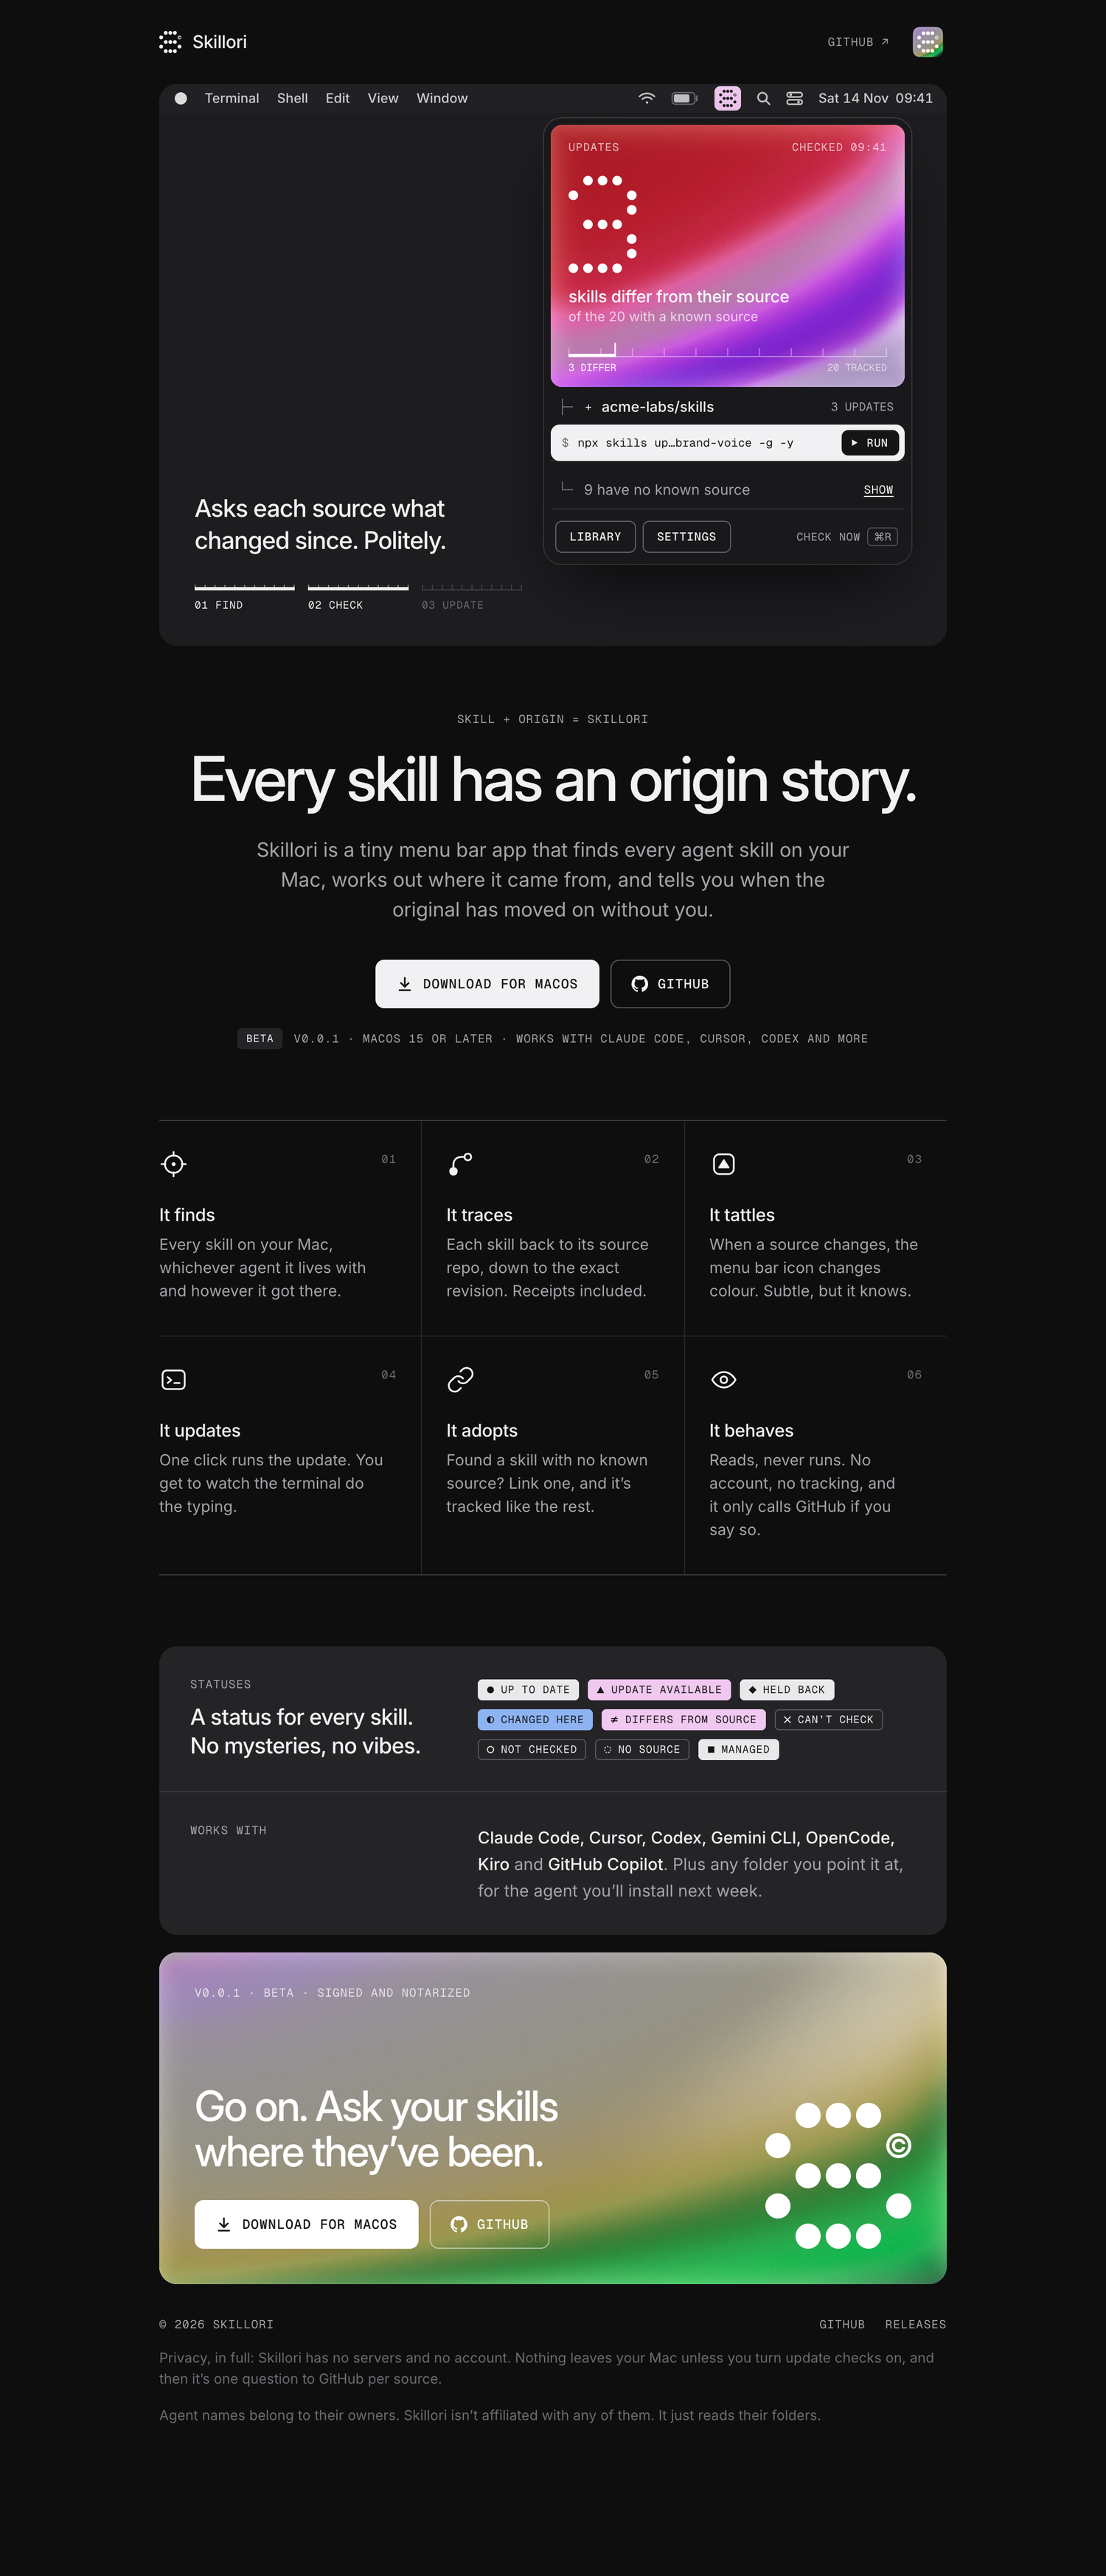 Skillori
GITHUB ↗
Terminal Shell Edit View Window
Sat 14 Nov 09:41
UPDATES
CHECKED 09:41
3
skills differ from their source
of the 20 with a known source
3 DIFFER
20 TRACKED
+ acme-labs/skills
3 UPDATES
$ npx skills up…brand-voice -g -y
RUN
9 have no known source
SHOW
LIBRARY
SETTINGS
CHECK NOW ⌘R
Asks each source what
changed since. Politely.
01 FIND
02 CHECK
03 UPDATE
SKILL + ORIGIN = SKILLORI
Every skill has an origin story.
Skillori is a tiny menu bar app that finds every agent skill on your
Mac, works out where it came from, and tells you when the
original has moved on without you.
DOWNLOAD FOR MACOS
GITHUB
BETA
V0.0.1 · MACOS 15 OR LATER · WORKS WITH CLAUDE CODE, CURSOR, CODEX AND MORE
01
It finds
Every skill on your Mac,
whichever agent it lives with
and however it got there.
02
It traces
Each skill back to its source
repo, down to the exact
revision. Receipts included.
03
It tattles
When a source changes, the
menu bar icon changes
colour. Subtle, but it knows.
04
It updates
One click runs the update. You
get to watch the terminal do
the typing.
05
It adopts
Found a skill with no known
source? Link one, and it’s
tracked like the rest.
06
It behaves
Reads, never runs. No
account, no tracking, and
it only calls GitHub if you
say so.
STATUSES
A status for every skill.
No mysteries, no vibes.
UP TO DATE
UPDATE AVAILABLE
HELD BACK
CHANGED HERE
≠ DIFFERS FROM SOURCE
CAN'T CHECK
NOT CHECKED
NO SOURCE
MANAGED
WORKS WITH
Claude Code, Cursor, Codex, Gemini CLI, OpenCode,
Kiro and GitHub Copilot. Plus any folder you point it at,
for the agent you’ll install next week.
V0.0.1 · BETA · SIGNED AND NOTARIZED
Go on. Ask your skills
where they’ve been.
DOWNLOAD FOR MACOS
GITHUB
©
© 2026 SKILLORI
GITHUB
RELEASES
Privacy, in full: Skillori has no servers and no account. Nothing leaves your Mac unless you turn update checks on, and
then it’s one question to GitHub per source.
Agent names belong to their owners. Skillori isn’t affiliated with any of them. It just reads their folders.